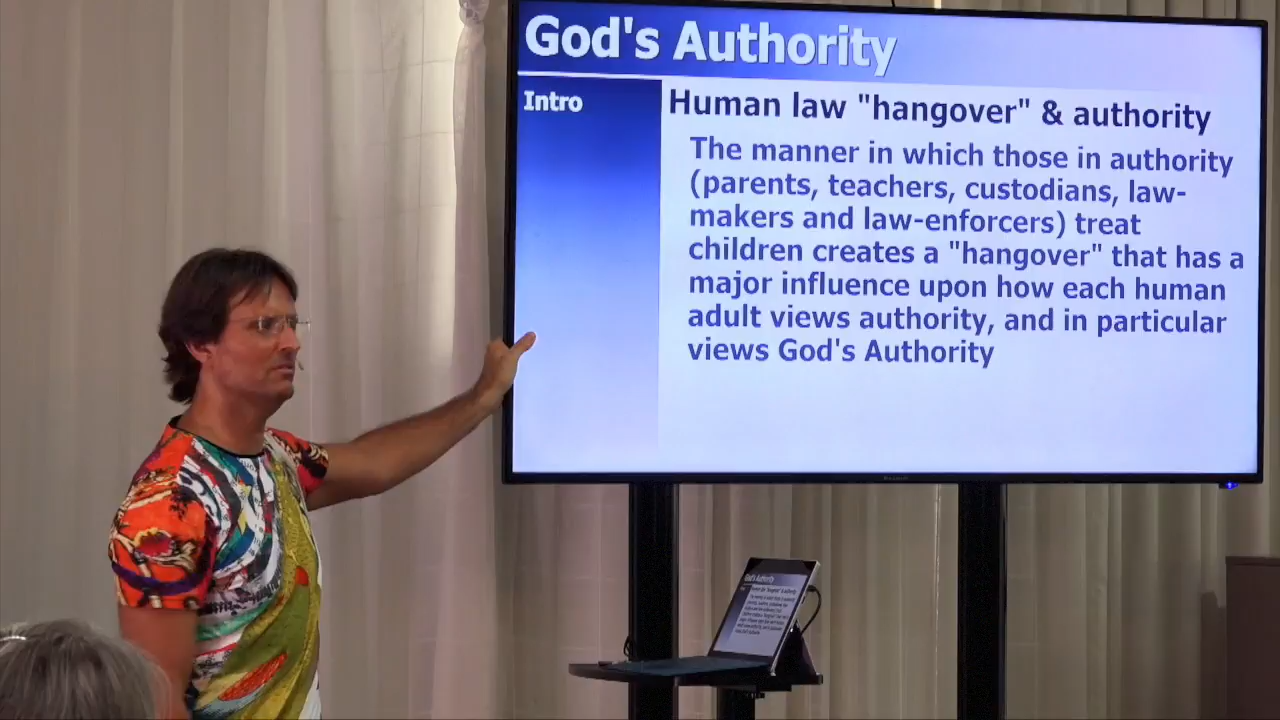 God's Authority
Intro
Human law "hangover" & authority
The manner in which those in authority
(parents, teachers, custodians, law-
makers and law-enforcers) treat
children creates a "hangover" that has a
major influence upon how each human
adult views authority, and in particular
views God's Authority
God's Authority